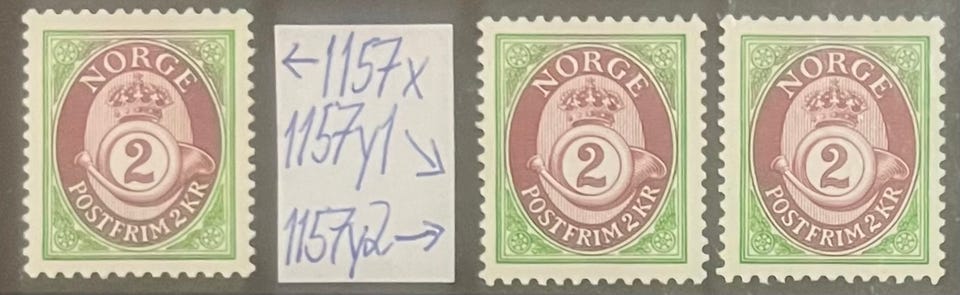 NORGE
2
POSTFRIM 2 KR
←1157x
1157y1↘
1157y2→
NORGE
2
POSTFRIM 2 KR
NORGE
2
POSTFRIM 2 KR